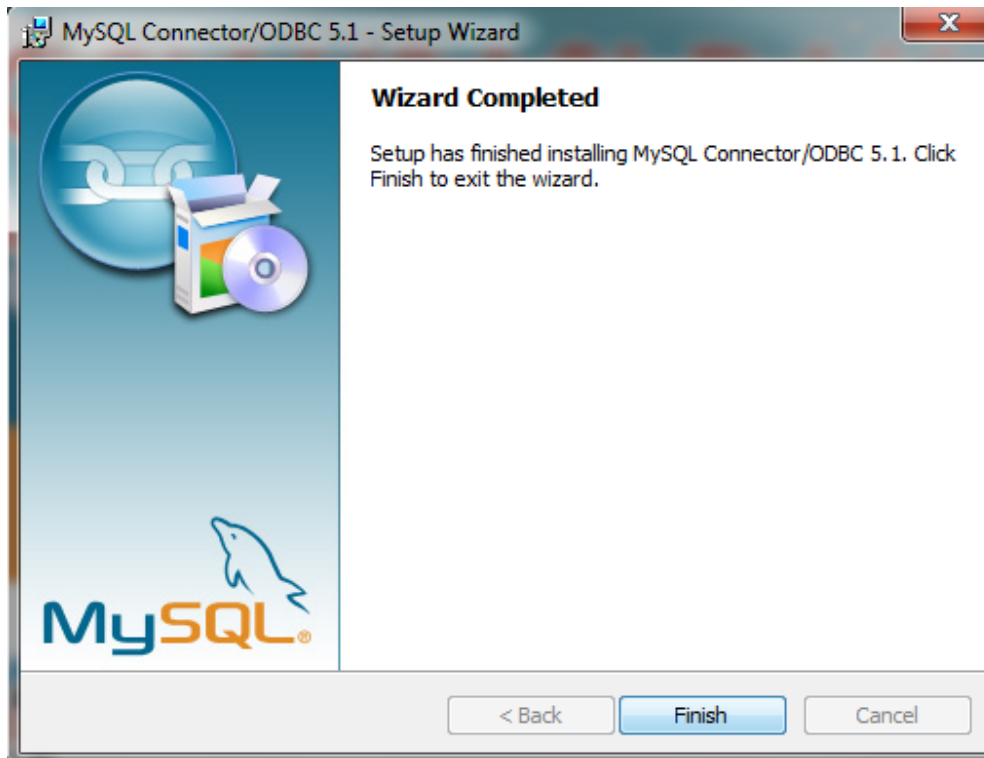 MySQL Connector/ODBC 5.1 - Setup Wizard
Wizard Completed
Setup has finished installing MySQL Connector/ODBC 5.1. Click
Finish to exit the wizard.
MySQL®
< Back
Finish
Cancel